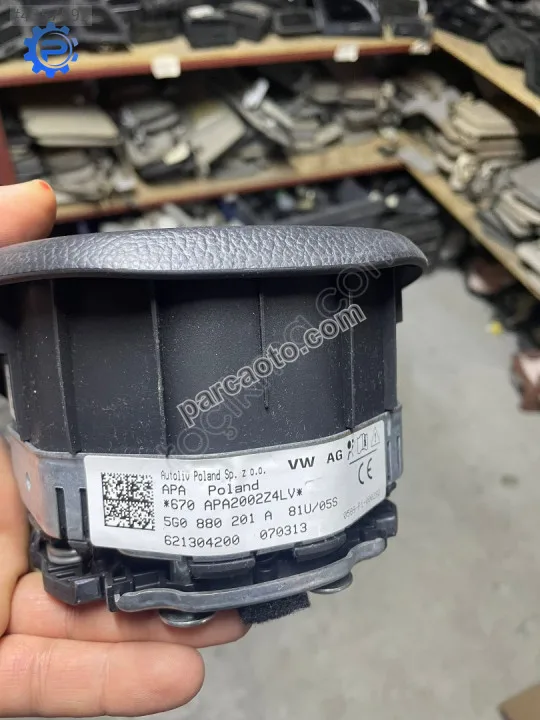 Autoliv Poland Sp. z o.o.
VW AG
APA Poland
*670 APA2002Z4LV*
5G0 880 201 A 81U/05S
621304200 070313
CE
parcaoto.com